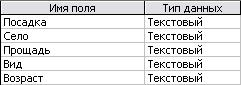 Имя поля Тип данных
Посадка Текстовый
Село Текстовый
Прощадь Текстовый
Вид Текстовый
Возраст Текстовый